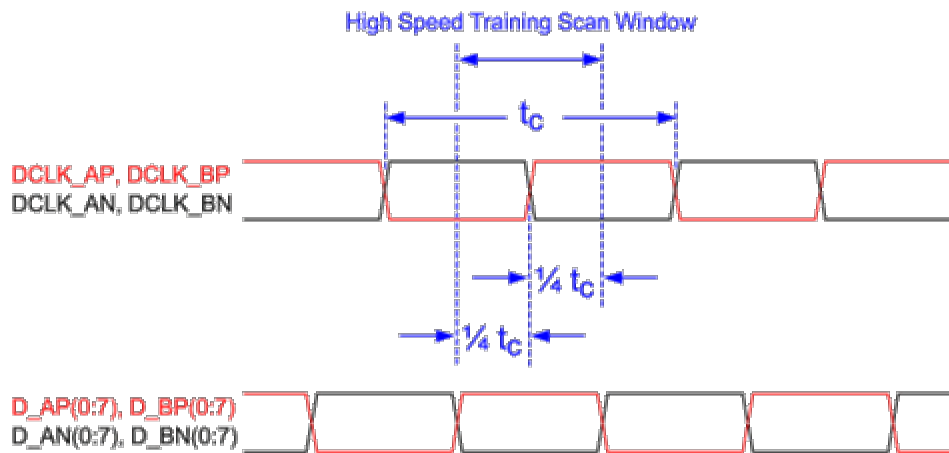 High Speed Training Scan Window
tc
DCLK_AP, DCLK_BP
DCLK_AN, DCLK_BN
¼ tc
¼ tc
D_AP(0:7), D_BP(0:7)
D_AN(0:7), D_BN(0:7)